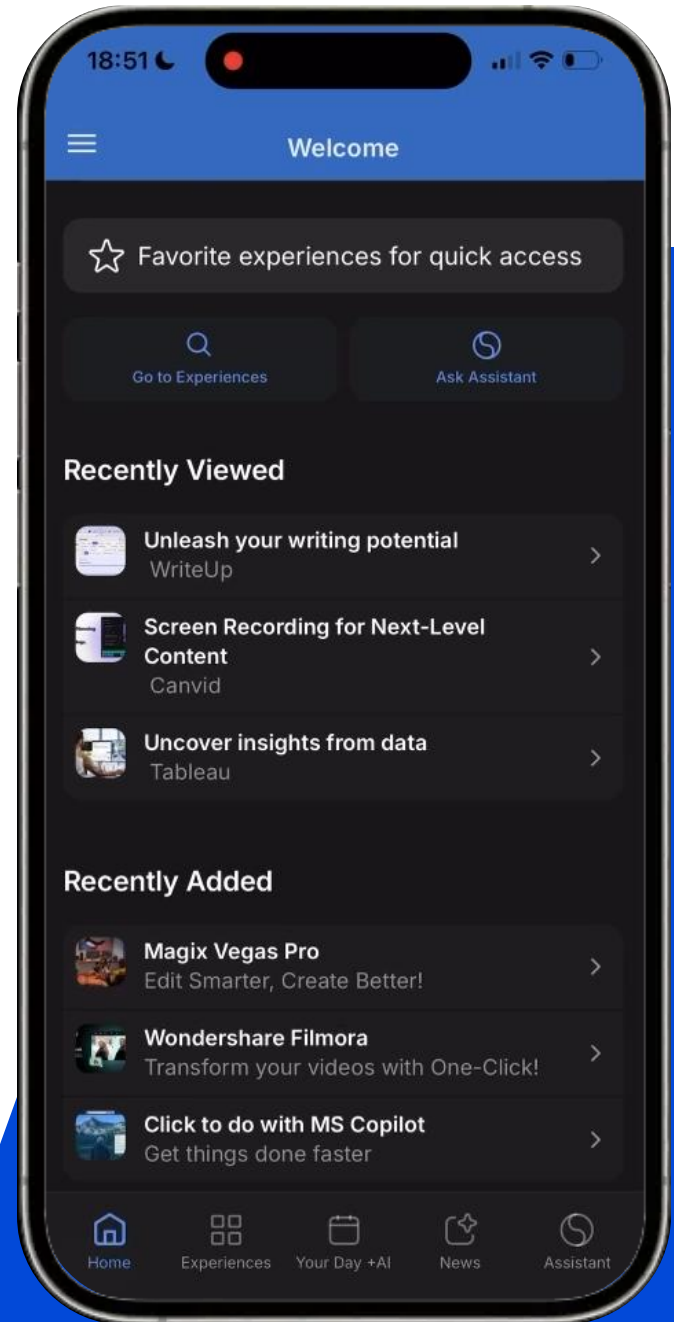 18:51
Welcome
Favorite experiences for quick access
Go to Experiences
Ask Assistant
Recently Viewed
Unleash your writing potential
WriteUp
Screen Recording for Next-Level
Content
Canvid
Uncover insights from data
Tableau
Recently Added
Magix Vegas Pro
Edit Smarter, Create Better!
Wondershare Filmora
Transform your videos with One-Click!
Click to do with MS Copilot
Get things done faster
Home
Experiences
Your Day +AI
News
Assistant